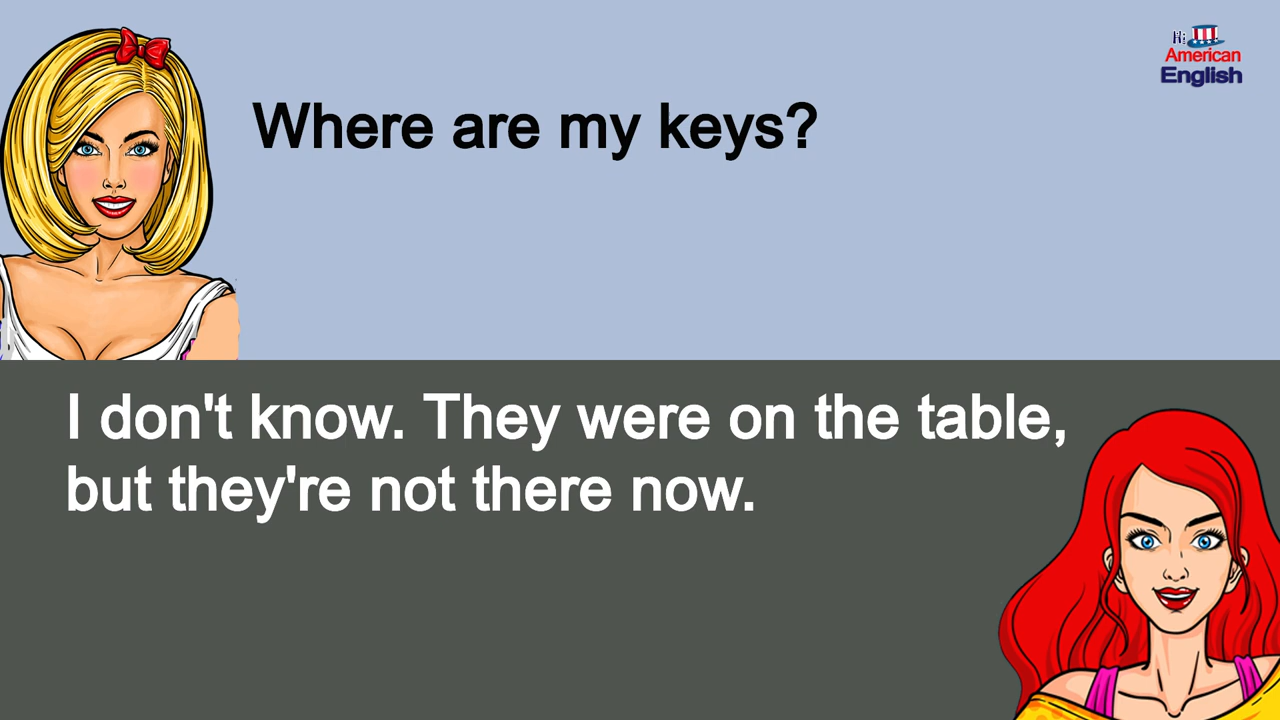 Hi
American
English
Where are my keys?
I don't know. They were on the table,
but they're not there now.